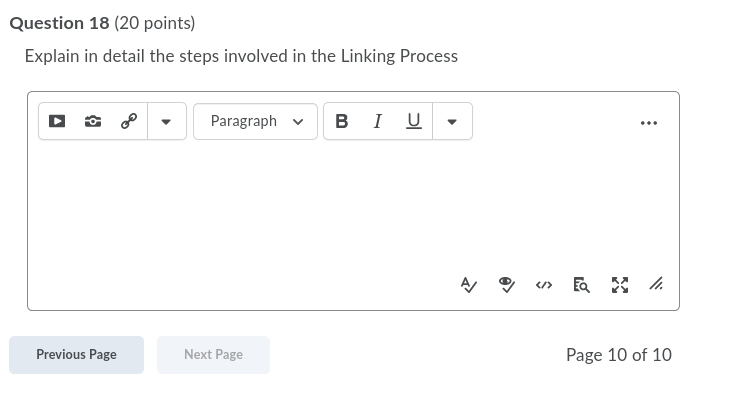 Question 18 (20 points)
Explain in detail the steps involved in the Linking Process
Paragraph
B I U
Previous Page
Next Page
Page 10 of 10